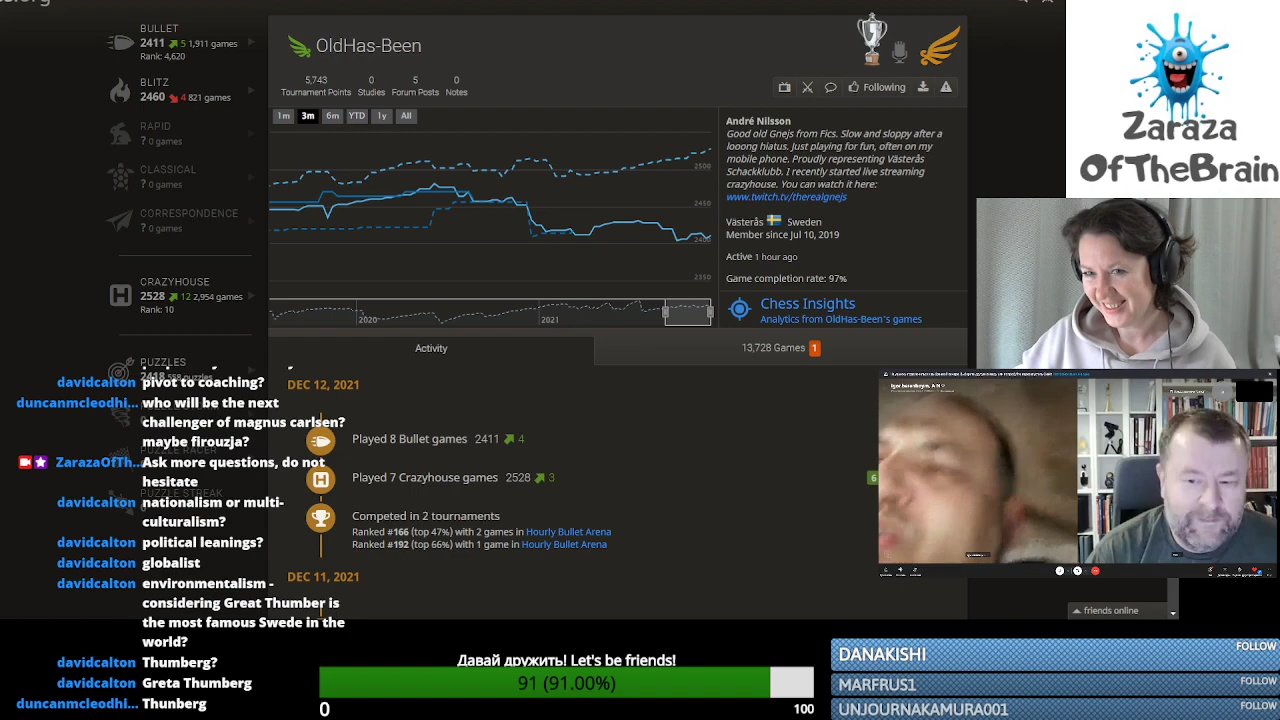 BULLET
2411 5 1,911 games
Rank: 4,620
BLITZ
2460 4 821 games
RAPID
? 0 games
CLASSICAL
? 0 games
CORRESPONDENCE
? 0 games
CRAZYHOUSE
2528 12 2,954 games
Rank: 10
PUZZLES
OldHas-Been
5,743 0 5 0
Tournament Points Studies Forum Posts Notes
Following
1m 3m 6m YTD 1y All
2500
2450
2400
2350
2020 2021
André Nilsson
Good old Gnejs from Fics. Slow and sloppy after a
looong hiatus. Just playing for fun, often on my
mobile phone. Proudly representing Västerås
Schackklubb. I recently started live streaming
crazyhouse. You can watch it here:
www.twitch.tv/therealgnejs
Västerås Sweden
Member since Jul 10, 2019
Active 1 hour ago
Game completion rate: 97%
Chess Insights
Analytics from OldHas-Been's games
Activity
13,728 Games 1
DEC 12, 2021
Played 8 Bullet games 2411 4
Played 7 Crazyhouse games 2528 3
6
Competed in 2 tournaments
Ranked #166 (top 47%) with 2 games in Hourly Bullet Arena
Ranked #192 (top 66%) with 1 game in Hourly Bullet Arena
DEC 11, 2021
friends online
davidcalton pivot to coaching?
duncanmcleodhi... who will be the next
challenger of magnus carlsen?
maybe firouzja?
ZarazaOfTh... Ask more questions, do not
hesitate
davidcalton nationalism or multi-
culturalism?
davidcalton political leanings?
davidcalton globalist
davidcalton environmentalism -
considering Great Thumber is
the most famous Swede in the
world?
davidcalton Thumberg?
davidcalton Greta Thumberg
duncanmcleodhi... Thunberg
PUZZLE RACER
PUZZLE STREAK
Zaraza
OfTheBrain
Давай дружить! Let's be friends!
91 (91.00%)
0 100
DANAKISHI FOLLOW
MARFRUS1 FOLLOW
UNJOURNAKAMURA001 FOLLOW